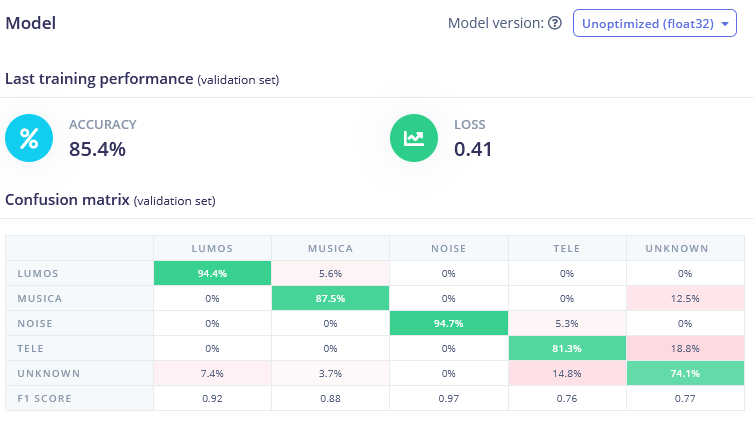 Model
Model version: Unoptimized (float32)
Last training performance (validation set)
%
ACCURACY
85.4%
LOSS
0.41
Confusion matrix (validation set)
LUMOS MUSICA NOISE TELE UNKNOWN
LUMOS 94.4% 5.6% 0% 0% 0%
MUSICA 0% 87.5% 0% 0% 12.5%
NOISE 0% 0% 94.7% 5.3% 0%
TELE 0% 0% 0% 81.3% 18.8%
UNKNOWN 7.4% 3.7% 0% 14.8% 74.1%
F1 SCORE 0.92 0.88 0.97 0.76 0.77